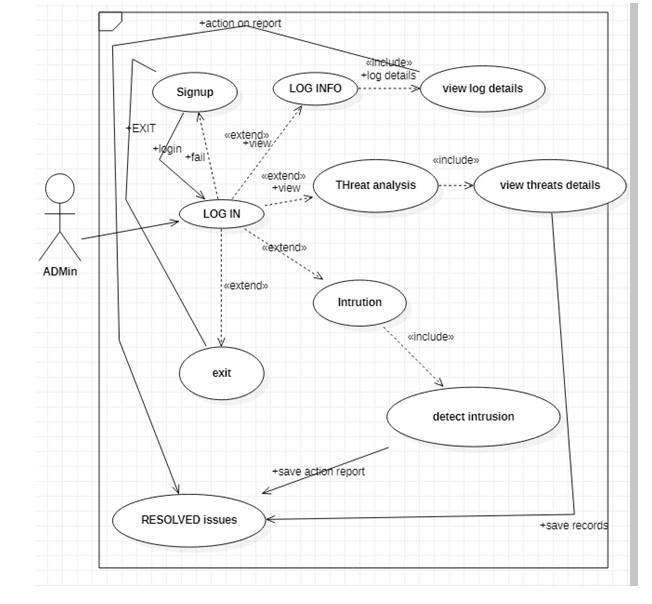 +action on report
«include»
+log details
Signup
LOG INFO
view log details
+EXIT
«extend»
+view
+login
+fail
«include»
«extend»
+view
THreat analysis
view threats details
LOG IN
ADMin
«extend»
«extend»
Intrution
«include»
exit
detect intrusion
+save action report
RESOLVED issues
+save records